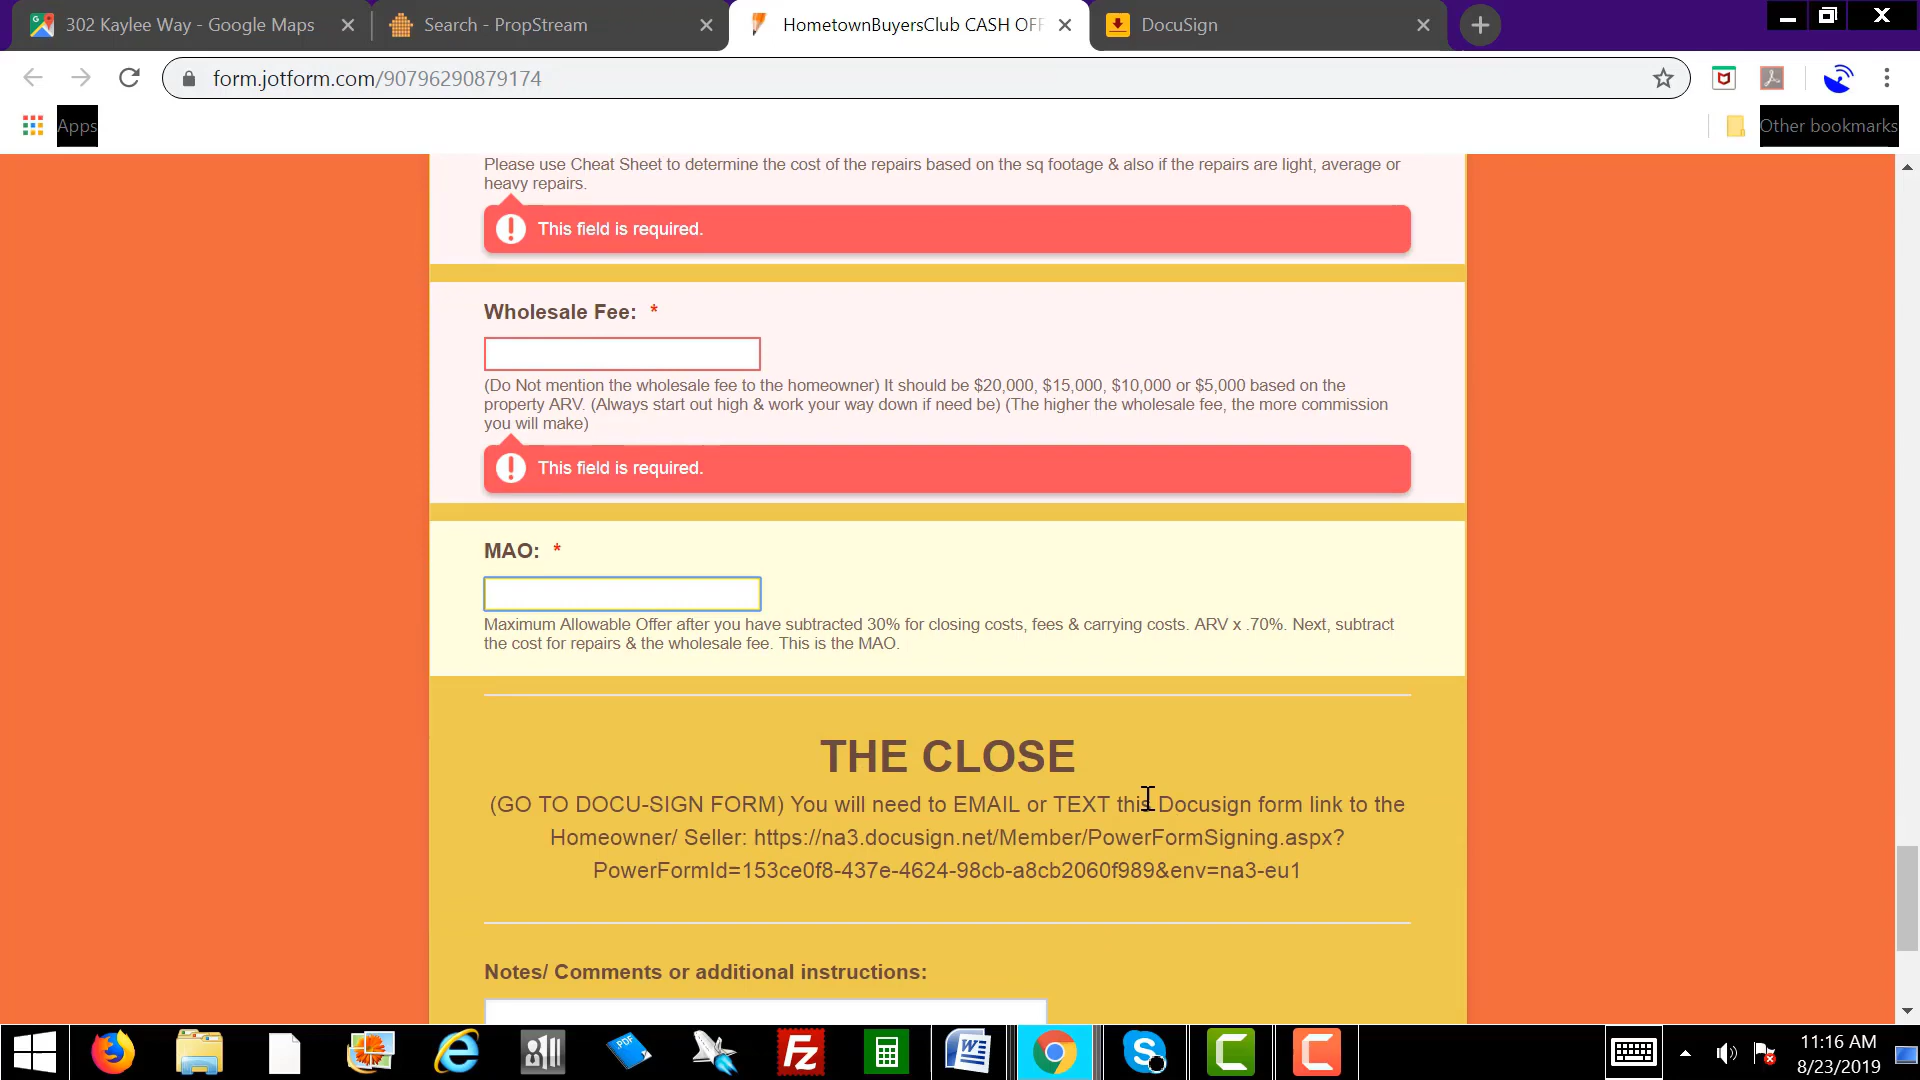 302 Kaylee Way - Google Maps
Search - PropStream
HometownBuyersClub CASH OFF
DocuSign
form.jotform.com/90796290879174
Apps
Other bookmarks
Please use Cheat Sheet to determine the cost of the repairs based on the sq footage & also if the repairs are light, average or
heavy repairs.
This field is required.
Wholesale Fee: *
(Do Not mention the wholesale fee to the homeowner) It should be $20,000, $15,000, $10,000 or $5,000 based on the
property ARV. (Always start out high & work your way down if need be) (The higher the wholesale fee, the more commission
you will make)
This field is required.
MAO: *
Maximum Allowable Offer after you have subtracted 30% for closing costs, fees & carrying costs. ARV x .70%. Next, subtract
the cost for repairs & the wholesale fee. This is the MAO.
THE CLOSE
(GO TO DOCU-SIGN FORM) You will need to EMAIL or TEXT this Docusign form link to the
Homeowner/ Seller: https://na3.docusign.net/Member/PowerFormSigning.aspx?
PowerFormId=153ce0f8-437e-4624-98cb-a8cb2060f989&env=na3-eu1
Notes/ Comments or additional instructions:
11:16 AM
8/23/2019